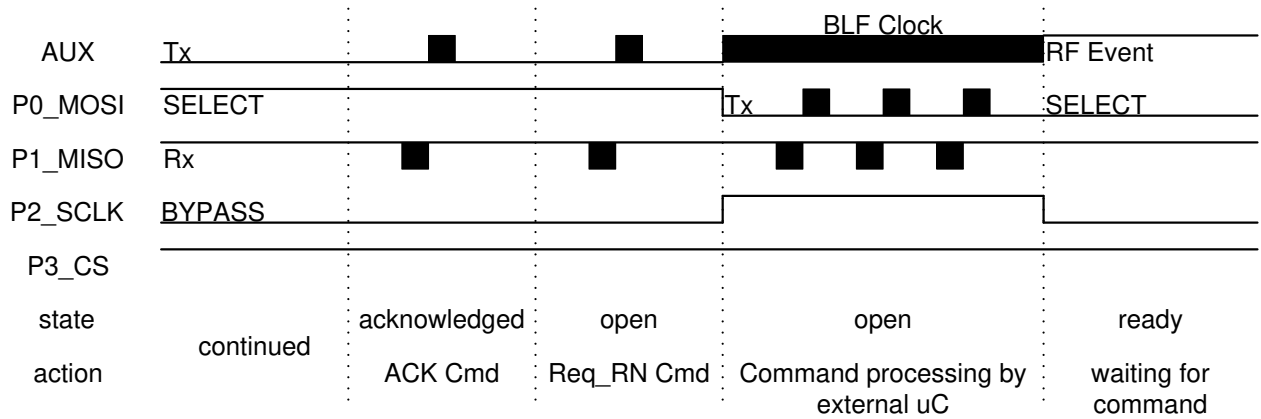 BLF Clock
AUX Tx RF Event
P0_MOSI SELECT Tx SELECT
P1_MISO Rx
P2_SCLK BYPASS
P3_CS
state acknowledged open open ready
continued
action ACK Cmd Req_RN Cmd Command processing by waiting for
external uC command